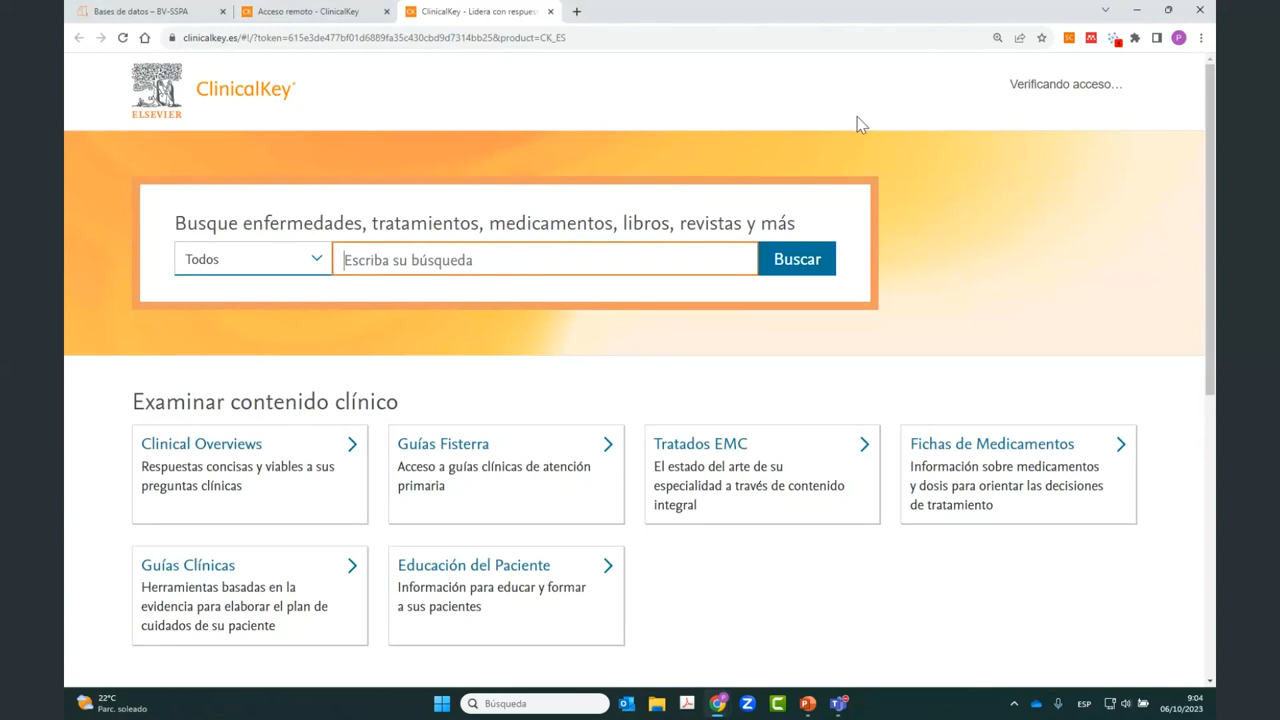 Bases de datos – BV-SSPA
Acceso remoto - ClinicalKey
ClinicalKey - Lidera con respues
clinicalkey.es/#!/?token=615e3de477bf01d6889fa35c430cbd9d7314bb25&product=CK_ES
ELSEVIER
ClinicalKey®
Verificando acceso…
Busque enfermedades, tratamientos, medicamentos, libros, revistas y más
Todos
Escriba su búsqueda
Buscar
Examinar contenido clínico
Clinical Overviews
Respuestas concisas y viables a sus
preguntas clínicas
Guías Fisterra
Acceso a guías clínicas de atención
primaria
Tratados EMC
El estado del arte de su
especialidad a través de contenido
integral
Fichas de Medicamentos
Información sobre medicamentos
y dosis para orientar las decisiones
de tratamiento
Guías Clínicas
Herramientas basadas en la
evidencia para elaborar el plan de
cuidados de su paciente
Educación del Paciente
Información para educar y formar
a sus pacientes
22°C
Parc. soleado
Búsqueda
ESP
9:04
06/10/2023